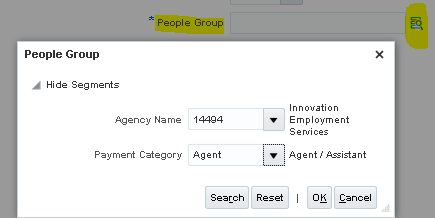 * People Group
People Group
Hide Segments
Agency Name 14494 Innovation
Employment
Services
Payment Category Agent Agent / Assistant
Search Reset | OK Cancel